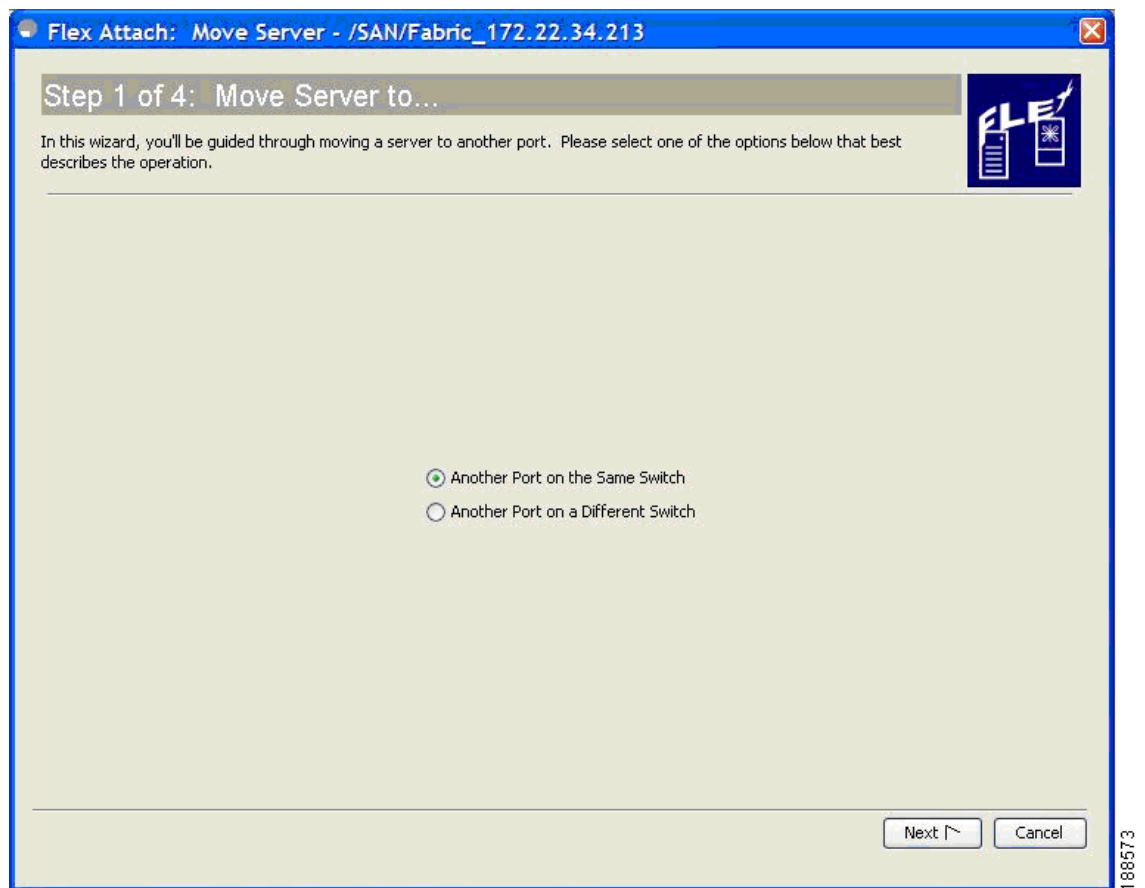 Flex Attach: Move Server - /SAN/Fabric_172.22.34.213
Step 1 of 4: Move Server to...
FLEX
In this wizard, you'll be guided through moving a server to another port. Please select one of the options below that best
describes the operation.
Another Port on the Same Switch
Another Port on a Different Switch
Next
Cancel
188573